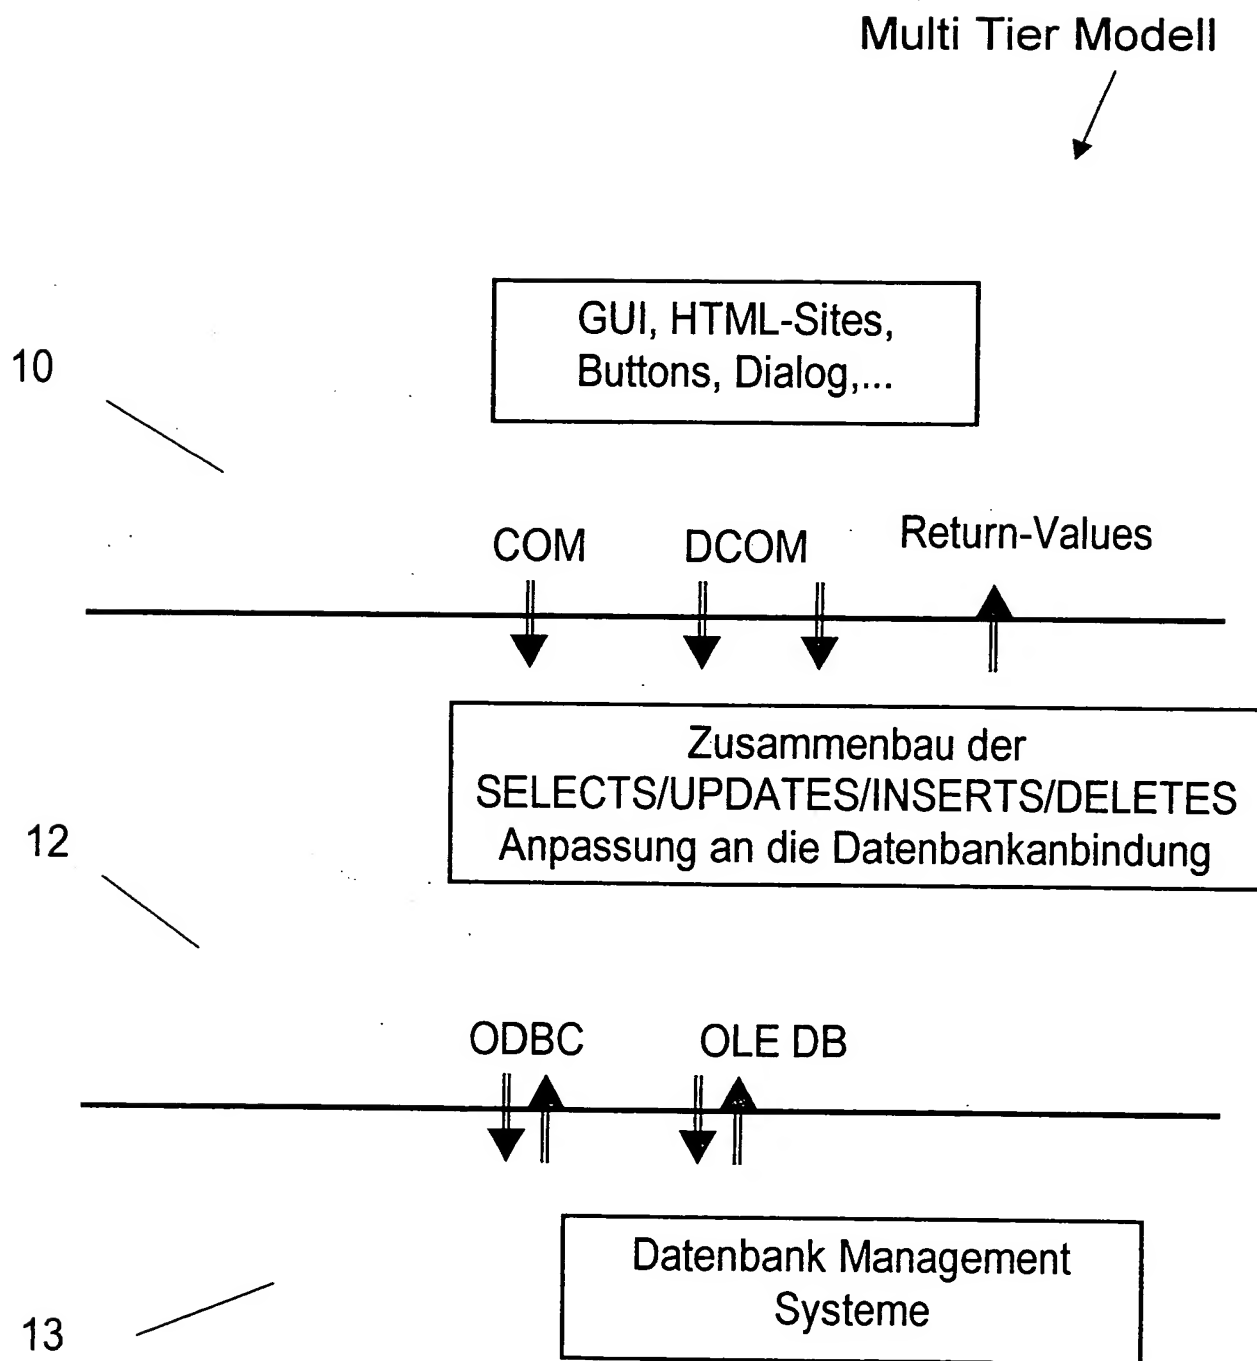 Multi Tier Modell
GUI, HTML-Sites,
Buttons, Dialog,...
10
COM DCOM Return-Values
Zusammenbau der
SELECTS/UPDATES/INSERTS/DELETES
Anpassung an die Datenbankanbindung
12
ODBC OLE DB
Datenbank Management
Systeme
13